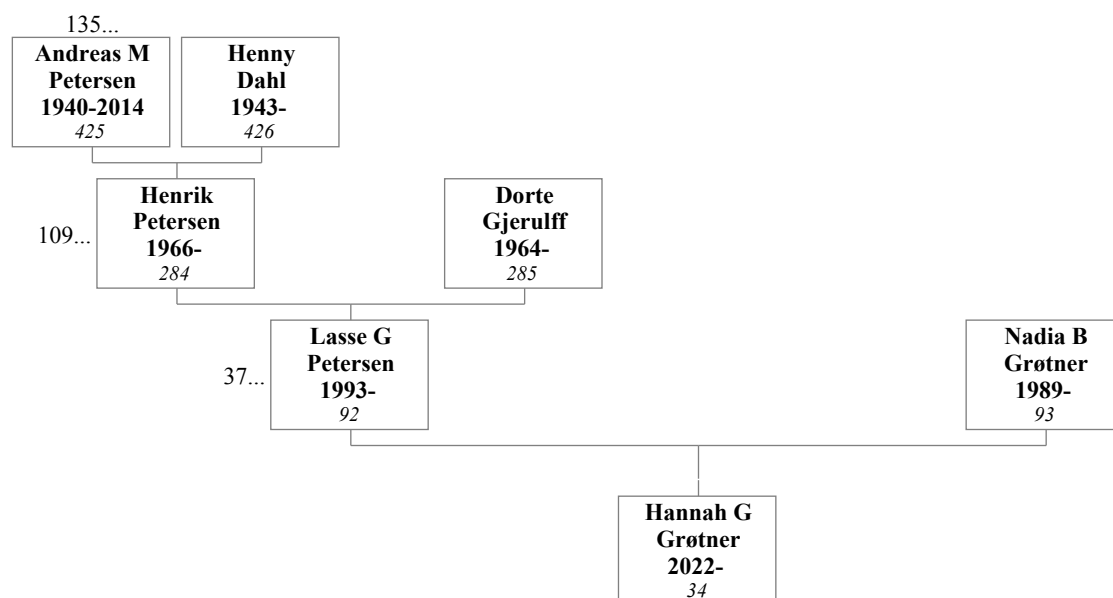 135...
Andreas M
Petersen
1940-2014
425
Henny
Dahl
1943-
426
109...
Henrik
Petersen
1966-
284
Dorte
Gjerulff
1964-
285
37...
Lasse G
Petersen
1993-
92
Nadia B
Grøtner
1989-
93
Hannah G
Grøtner
2022-
34